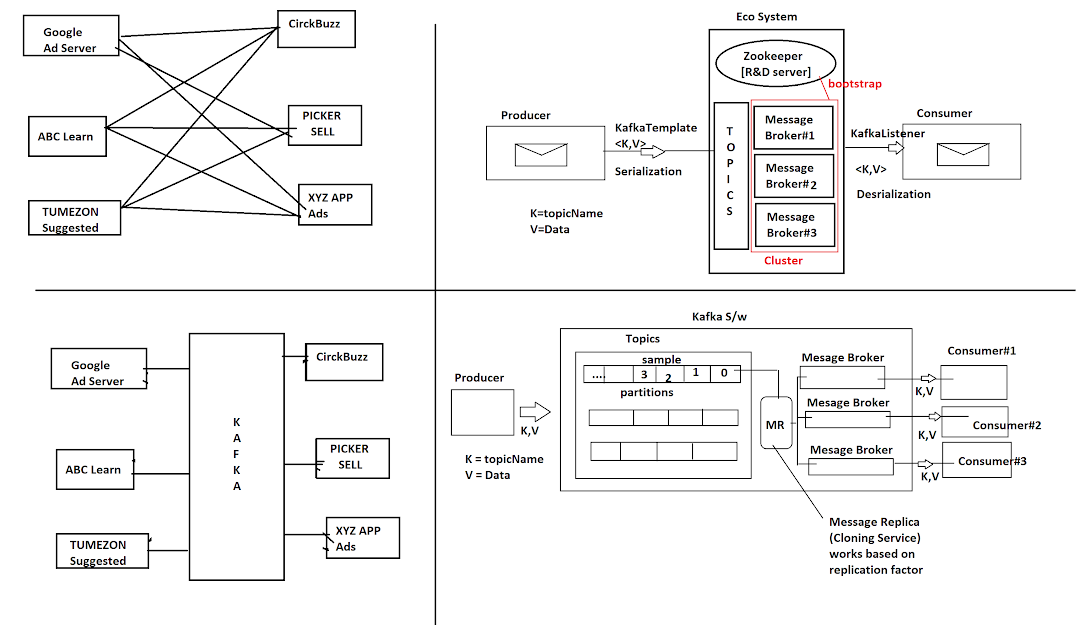 Google
Ad Server
CirckBuzz
ABC Learn
PICKER
SELL
TUMEZON
Suggested
XYZ APP
Ads
Eco System
Zookeeper
[R&D server]
bootstrap
Producer
KafkaTemplate
<K,V>
Serialization
K=topicName
V=Data
T
O
P
I
C
S
Message
Broker#1
Message
Broker#2
Message
Broker#3
Cluster
Consumer
KafkaListener
<K,V>
Desrialization
Google
Ad Server
ABC Learn
TUMEZON
Suggested
K
A
F
K
A
CirckBuzz
PICKER
SELL
XYZ APP
Ads
Kafka S/w
Topics
sample
.... 3 2 1 0
partitions
Producer
K,V
K = topicName
V = Data
MR
Mesage Broker
Mesage Broker
Mesage Broker
K,V
K,V
K,V
Consumer#1
Consumer#2
Consumer#3
Message Replica
(Cloning Service)
works based on
replication factor